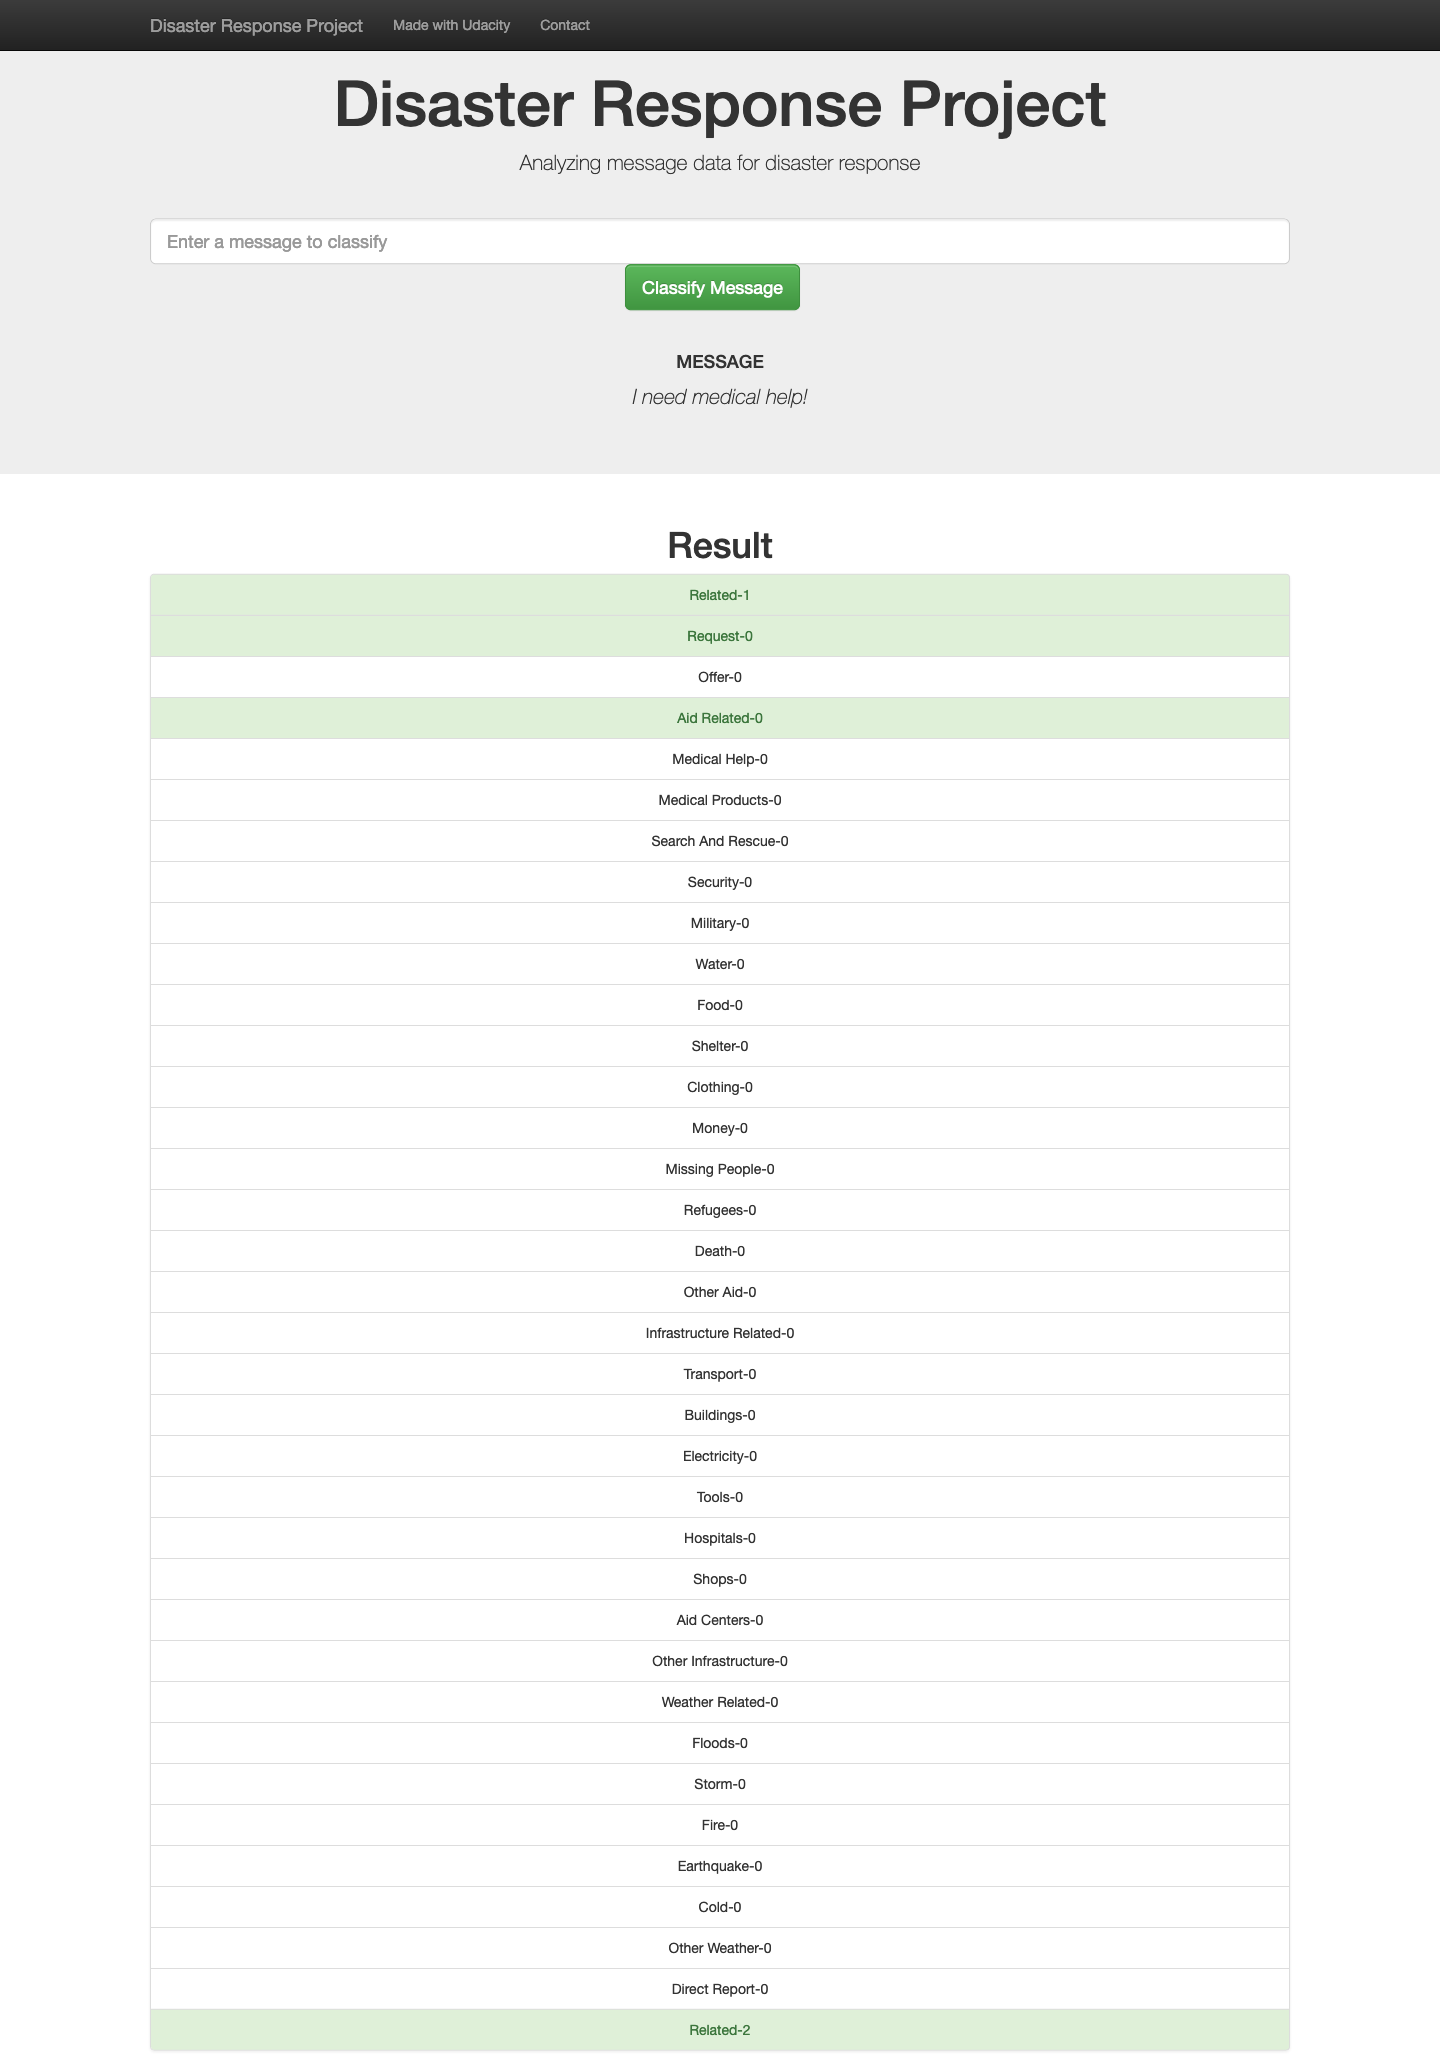 Disaster Response Project Made with Udacity Contact
Disaster Response Project
Analyzing message data for disaster response
Enter a message to classify
Classify Message
MESSAGE
I need medical help!
Result
Related-1
Request-0
Offer-0
Aid Related-0
Medical Help-0
Medical Products-0
Search And Rescue-0
Security-0
Military-0
Water-0
Food-0
Shelter-0
Clothing-0
Money-0
Missing People-0
Refugees-0
Death-0
Other Aid-0
Infrastructure Related-0
Transport-0
Buildings-0
Electricity-0
Tools-0
Hospitals-0
Shops-0
Aid Centers-0
Other Infrastructure-0
Weather Related-0
Floods-0
Storm-0
Fire-0
Earthquake-0
Cold-0
Other Weather-0
Direct Report-0
Related-2